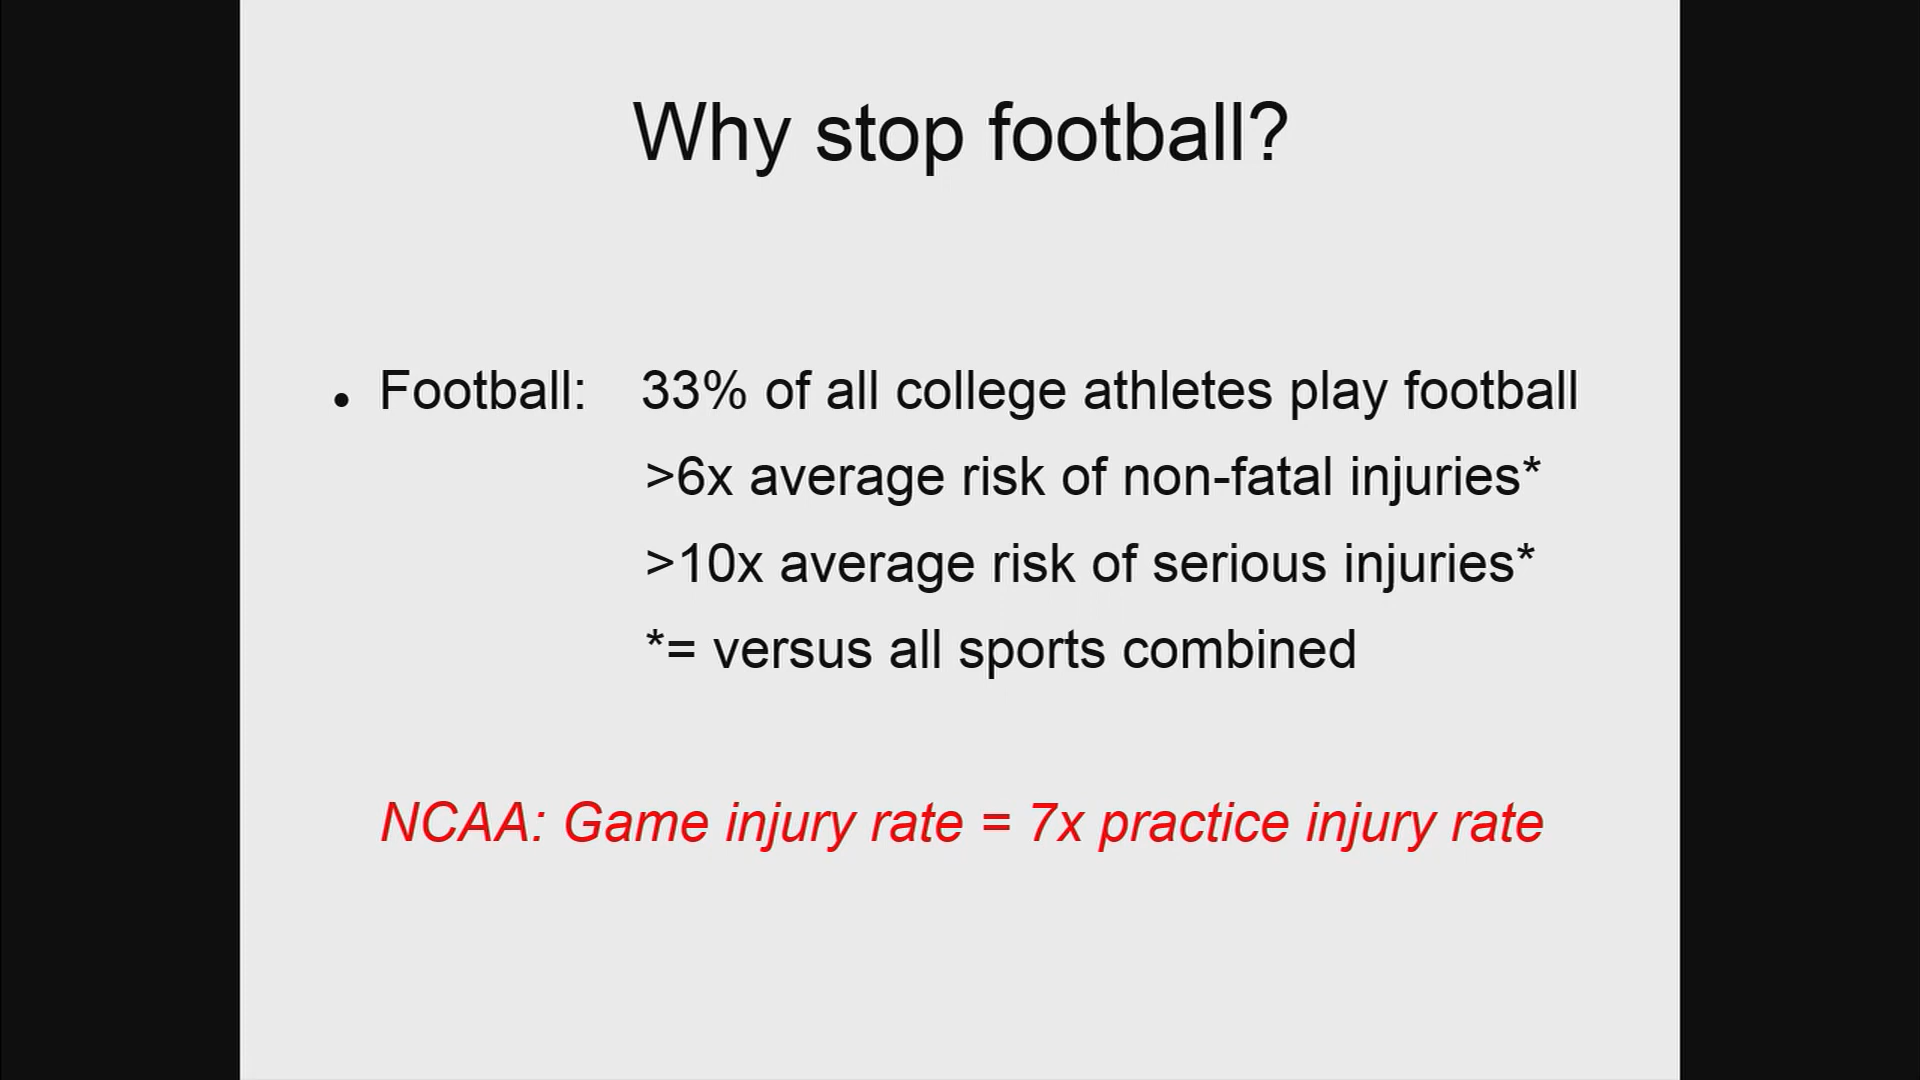 Why stop football?
• Football: 33% of all college athletes play football
>6x average risk of non-fatal injuries*
>10x average risk of serious injuries*
*= versus all sports combined
NCAA: Game injury rate = 7x practice injury rate